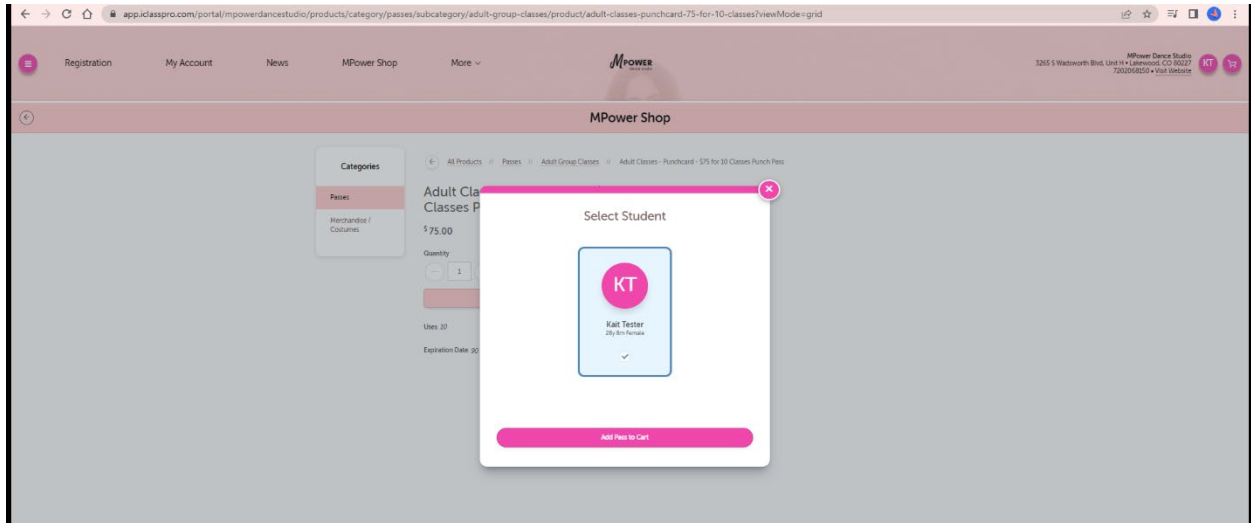 app.iclasspro.com/portal/mpowerdancestudio/products/category/passes/subcategory/adult-group-classes/product/adult-classes-punchcard-75-for-10-classes?viewMode=grid
Registration
My Account
News
MPower Shop
More
MPOWER
MPower Dance Studio
3265 S Wadsworth Blvd, Unit H • Lakewood, CO 80227
7202068150 • Visit Website
KT
MPower Shop
Categories
Passes
Merchandise /
Costumes
All Products // Passes // Adult Group Classes // Adult Classes - Punchcard - $75 for 10 Classes Punch Pass
Adult Cla
Classes P
$75.00
Quantity
1
Uses 10
Expiration Date 90
Select Student
KT
Kait Tester
28y 8m Female
Add Pass to Cart